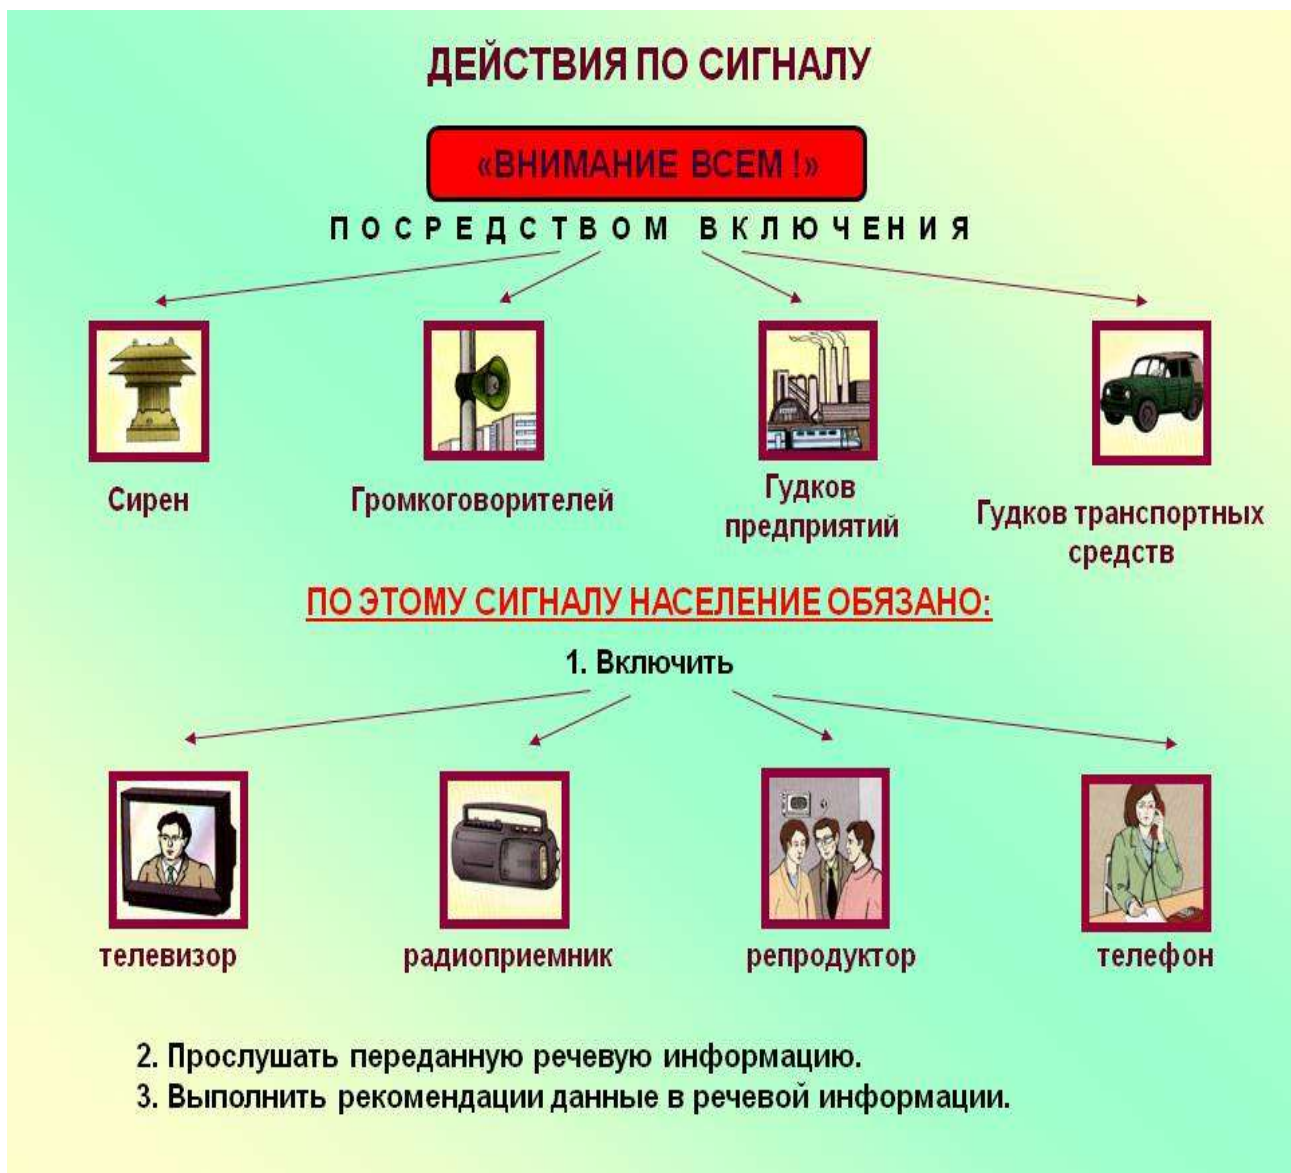 ДЕЙСТВИЯ ПО СИГНАЛУ
«ВНИМАНИЕ ВСЕМ !»
ПОСРЕДСТВОМ ВКЛЮЧЕНИЯ
Сирен
Громкоговорителей
Гудков
предприятий
Гудков транспортных
средств
ПО ЭТОМУ СИГНАЛУ НАСЕЛЕНИЕ ОБЯЗАНО:
1. Включить
телевизор
радиоприемник
репродуктор
телефон
2. Прослушать переданную речевую информацию.
3. Выполнить рекомендации данные в речевой информации.